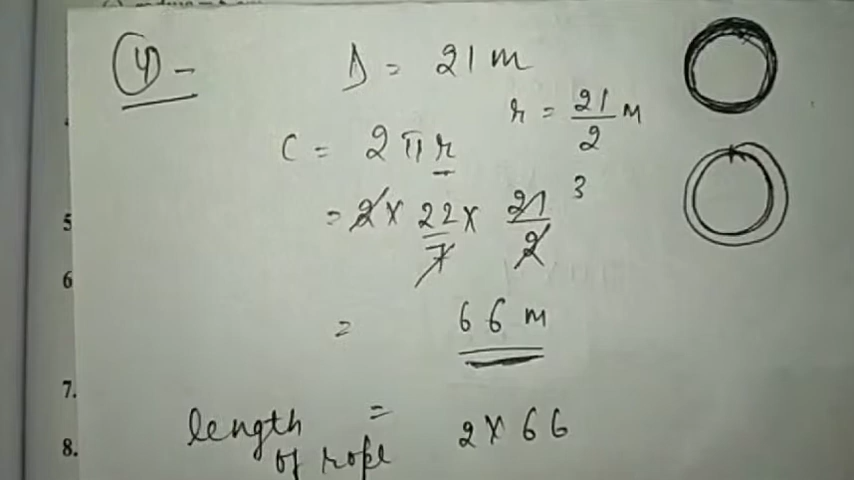 4) -
D = 21 m
r = 21/2 m
C = 2πr
= 2 x 22/7 x 21/2 3
= 66 m
length of rope = 2 x 66
5
6
7.
8.